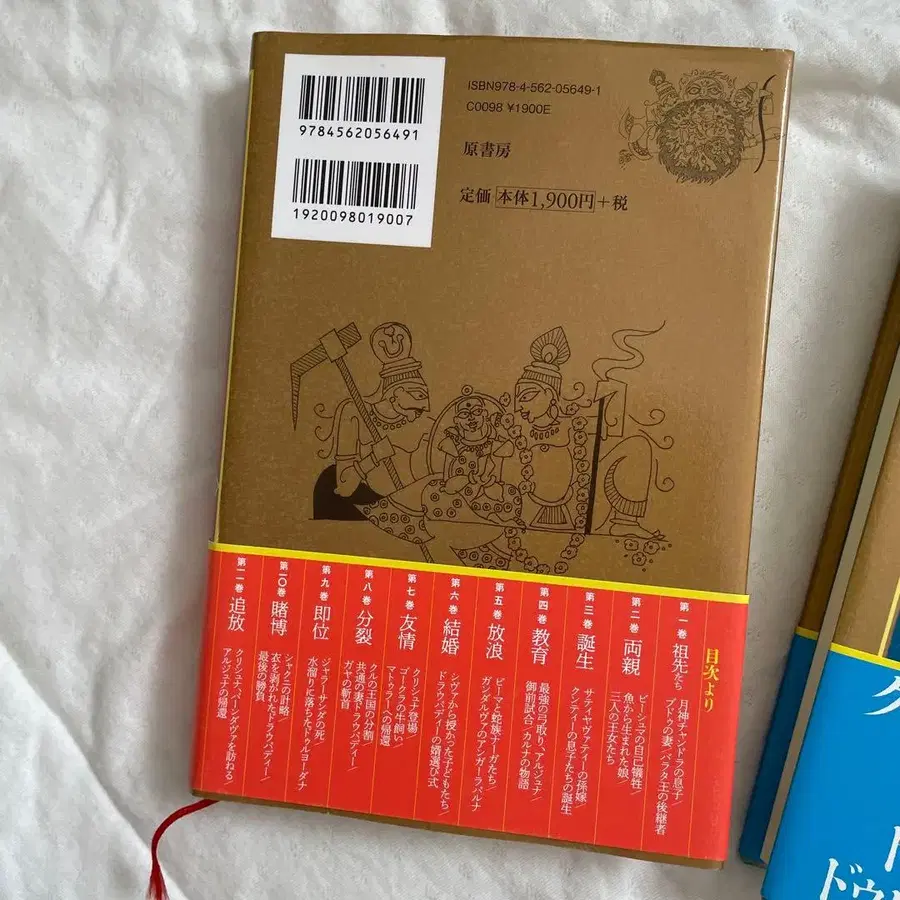 ISBN978-4-562-05649-1
C0098 ¥1900E
9784562056491
原書房
1920098019007
定価 本体1,900円+税
目次より
第一巻 祖先たち 月神チャンドラの息子/
プールの妻/バラタ王の後継者
第二巻 両親 ビーシュマの自己犠牲/
魚から生まれた娘/
三人の王女たち
第三巻 誕生 サティヤヴァティーの孫嫁/
クンティーの息子たちの誕生
第四巻 教育 最強の弓取り、アルジュナ/
御前試合/カルナの物語
第五巻 放浪 ビーマと蛇族ナーガたち/
ガンダルヴァのアンガーラパルナ
第六巻 結婚 シヴァから授かった子どもたち/
ドラウパディーの婿選び式
第七巻 友情 クリシュナ登場/
ゴークラの牛飼い/
マトゥラーへの帰還
第八巻 分裂 クルの王国の分割/
共通の妻ドラウパディー/
ガヤの斬首
第九巻 即位 ジャラーサンダの死/
水溜りに落ちたドゥルヨーダナ
第一〇巻 賭博 シャクニの計略/
衣を剥がれたドラウパディー/
最後の勝負
第一一巻 追放 クリシュナ、パーンダヴァを訪ねる/
アルジュナの帰還